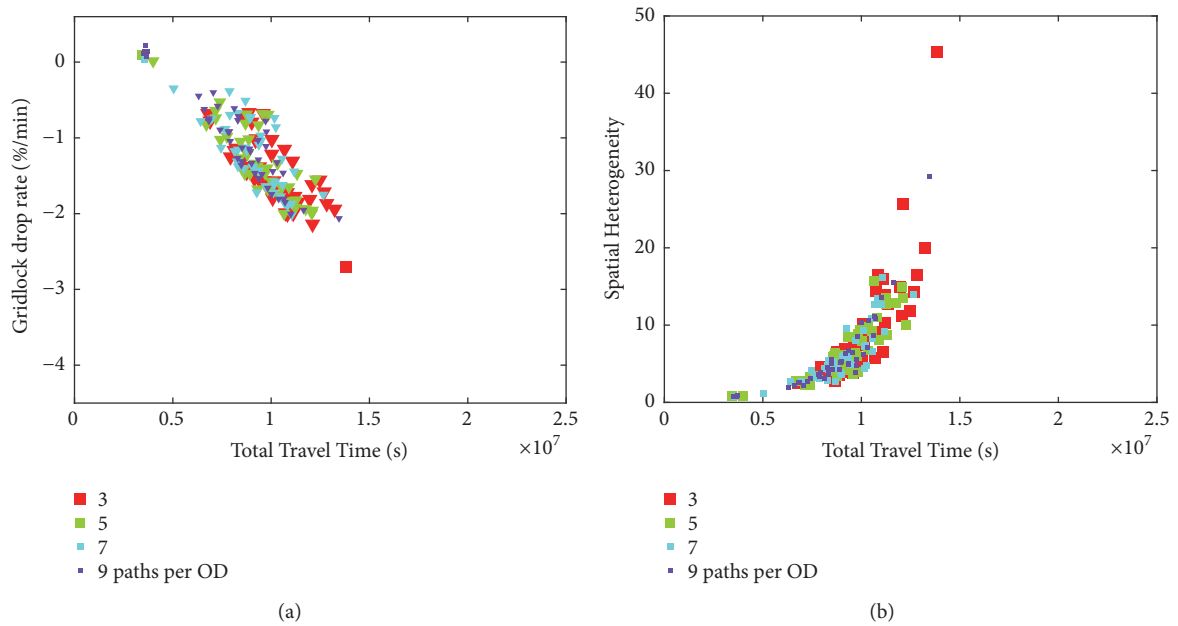 0
−1
−2
−3
−4
Gridlock drop rate (%/min)
0 0.5 1 1.5 2 2.5
Total Travel Time (s) ×10⁷
3
5
7
9 paths per OD
(a)
50
40
30
20
10
0
Spatial Heterogeneity
0 0.5 1 1.5 2 2.5
Total Travel Time (s) ×10⁷
3
5
7
9 paths per OD
(b)